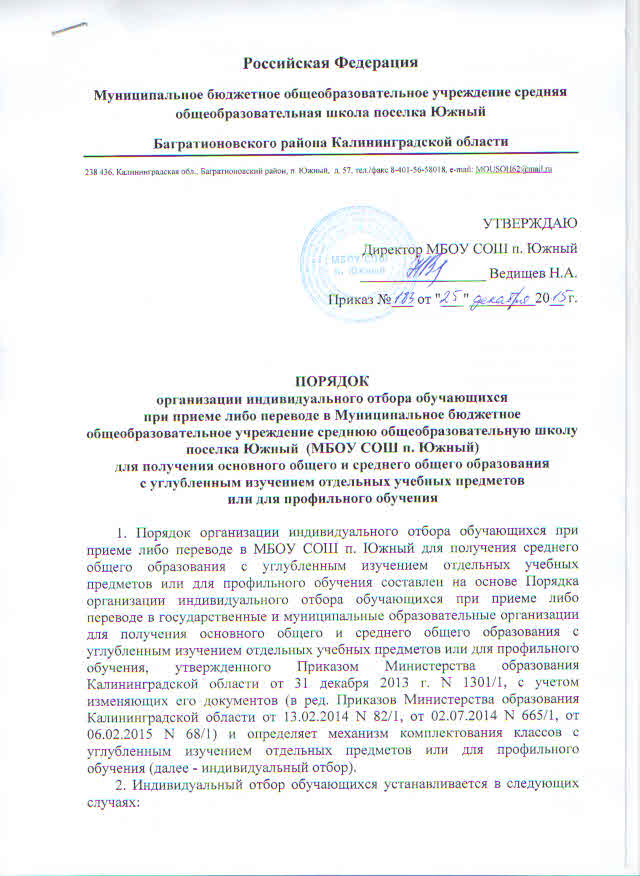 Российская Федерация
Муниципальное бюджетное общеобразовательное учреждение средняя
общеобразовательная школа поселка Южный
Багратионовского района Калининградской области
238 436, Калининградская обл., Багратионовский район, п. Южный, д. 57, тел./факс 8-401-56-58018, e-mail: MOUSOH62@mail.ru
УТВЕРЖДАЮ
Директор МБОУ СОШ п. Южный
МБОУ СОШ
п. Южный
Ведищев Н.А.
Приказ № 183 от "25" декабря 2015 г.
ПОРЯДОК
организации индивидуального отбора обучающихся
при приеме либо переводе в Муниципальное бюджетное
общеобразовательное учреждение среднюю общеобразовательную школу
поселка Южный (МБОУ СОШ п. Южный)
для получения основного общего и среднего общего образования
с углубленным изучением отдельных учебных предметов
или для профильного обучения
1. Порядок организации индивидуального отбора обучающихся при
приеме либо переводе в МБОУ СОШ п. Южный для получения среднего
общего образования с углубленным изучением отдельных учебных
предметов или для профильного обучения составлен на основе Порядка
организации индивидуального отбора обучающихся при приеме либо
переводе в государственные и муниципальные образовательные организации
для получения основного общего и среднего общего образования с
углубленным изучением отдельных учебных предметов или для профильного
обучения, утвержденного Приказом Министерства образования
Калининградской области от 31 декабря 2013 г. N 1301/1, с учетом
изменяющих его документов (в ред. Приказов Министерства образования
Калининградской области от 13.02.2014 N 82/1, от 02.07.2014 N 665/1, от
06.02.2015 N 68/1) и определяет механизм комплектования классов с
углубленным изучением отдельных предметов или для профильного
обучения (далее - индивидуальный отбор).
2. Индивидуальный отбор обучающихся устанавливается в следующих
случаях: